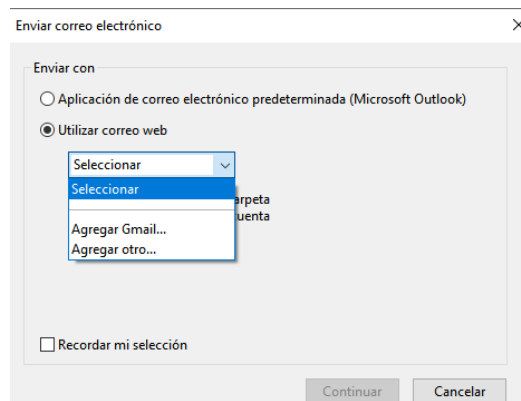 Enviar correo electrónico
Enviar con
Aplicación de correo electrónico predeterminada (Microsoft Outlook)
Utilizar correo web
Seleccionar
Seleccionar
Agregar Gmail...
Agregar otro...
Recordar mi selección
Continuar Cancelar